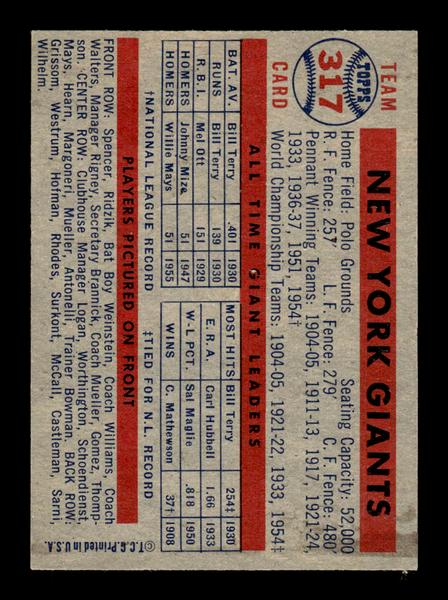 TEAM
TOPPS
317
CARD
NEW YORK GIANTS
Home Field: Polo Grounds Seating Capacity: 52,000
R. F. Fence: 257' L. F. Fence: 279' C. F. Fence: 480'
Pennant Winning Teams: 1904-05, 1911-13, 1917, 1921-24,
1933, 1936-37, 1951, 1954†
World Championship Teams: 1904-05, 1921-22, 1933, 1954‡
ALL TIME GIANT LEADERS
BAT. AV. Bill Terry .401 1930 MOST HITS Bill Terry 254‡ 1930
RUNS Bill Terry 139 1930 E.R.A. Carl Hubbell 1.66 1933
R.B.I. Mel Ott 151 1929 W-L PCT. Sal Maglie .818 1950
HOMERS Johnny Mize 51 1947 WINS C. Mathewson 37† 1908
HOMERS Willie Mays 51 1955
†NATIONAL LEAGUE RECORD ‡TIED FOR N.L. RECORD
PLAYERS PICTURED ON FRONT
FRONT ROW: Spencer, Ridzik, Bat Boy Weinstein, Coach Williams, Coach
Walters, Manager Rigney, Secretary Brannick, Coach Mueller, Gomez, Thomp-
son. CENTER ROW: Clubhouse Manager Logan, Worthington, Schoendienst,
Mays, Hearn, Margoneri, Mueller, Antonelli, Trainer Bowman. BACK ROW:
Grissom, Westrum, Hofman, Rhodes, Surkont, McCall, Castleman, Sarni,
Wilhelm.
©T.C.G. Printed in U.S.A.